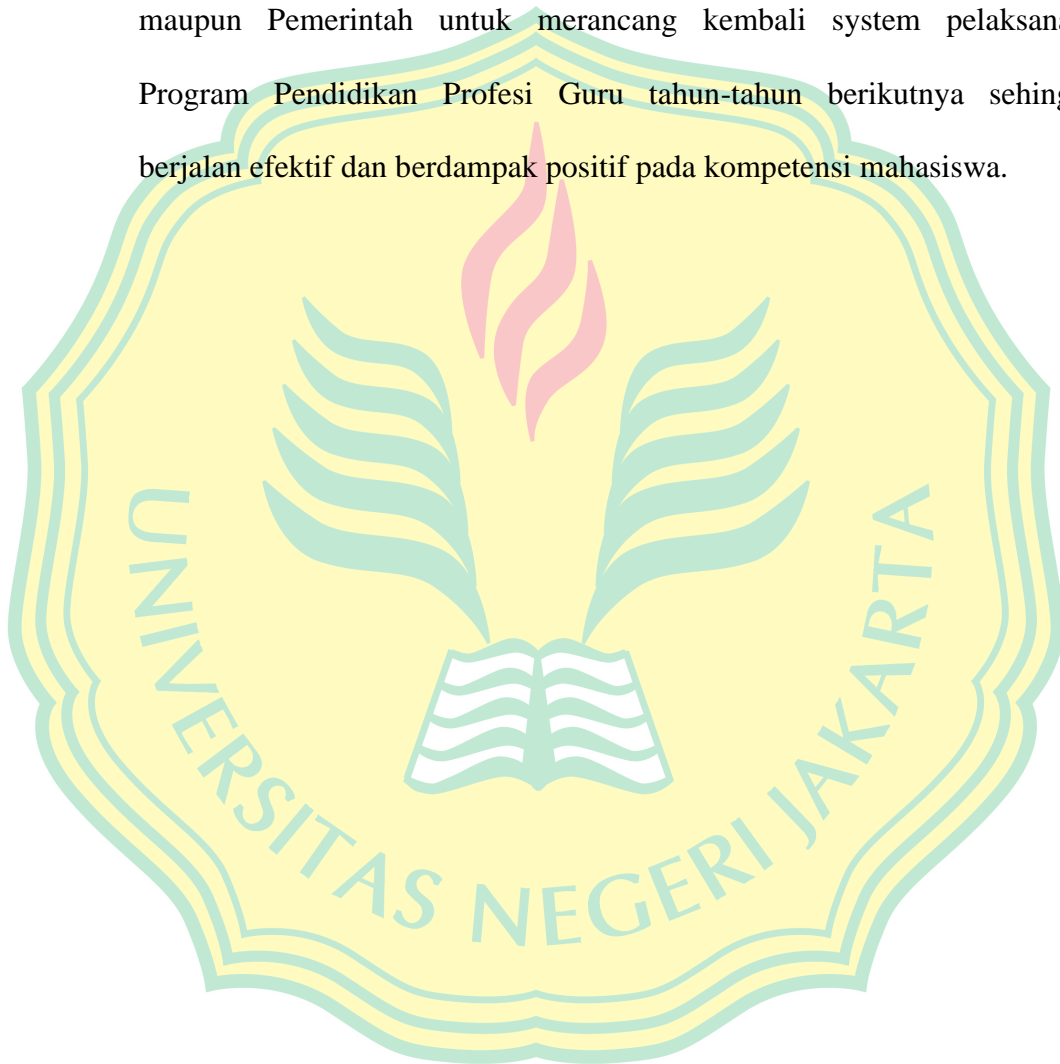 maupun Pemerintah untuk merancang kembali system pelaksana
Program Pendidikan Profesi Guru tahun-tahun berikutnya sehing
berjalan efektif dan berdampak positif pada kompetensi mahasiswa.
UNIVERSITAS NEGERI JAKARTA